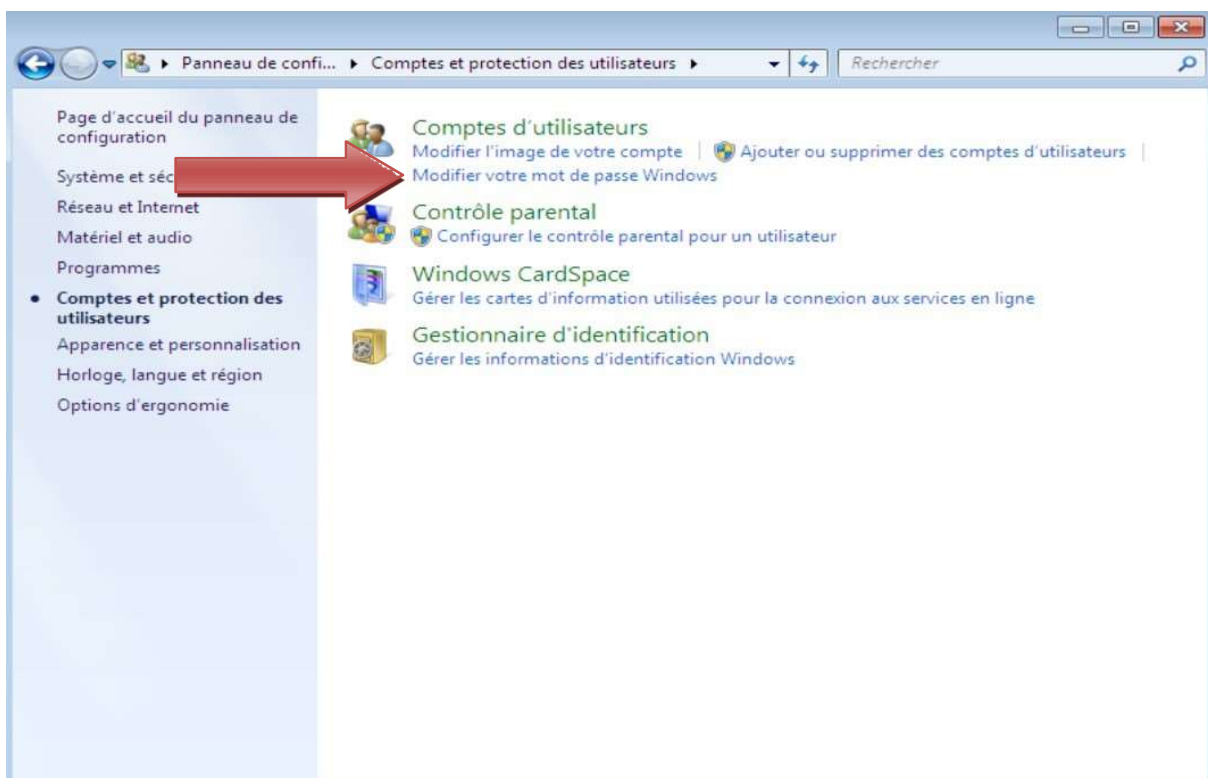 Panneau de confi... Comptes et protection des utilisateurs Rechercher
Page d'accueil du panneau de
configuration
Système et séc
Réseau et Internet
Matériel et audio
Programmes
Comptes et protection des
utilisateurs
Apparence et personnalisation
Horloge, langue et région
Options d'ergonomie
Comptes d'utilisateurs
Modifier l'image de votre compte | Ajouter ou supprimer des comptes d'utilisateurs |
Modifier votre mot de passe Windows
Contrôle parental
Configurer le contrôle parental pour un utilisateur
Windows CardSpace
Gérer les cartes d'information utilisées pour la connexion aux services en ligne
Gestionnaire d'identification
Gérer les informations d'identification Windows